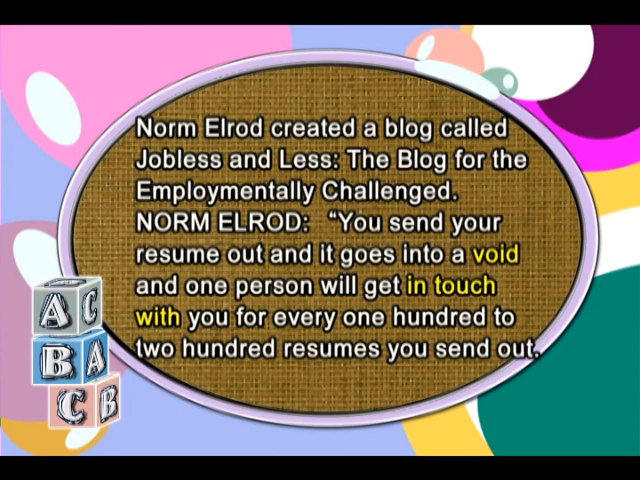 Norm Elrod created a blog called
Jobless and Less: The Blog for the
Employmentally Challenged.
NORM ELROD: “You send your
resume out and it goes into a void
and one person will get in touch
with you for every one hundred to
two hundred resumes you send out.
A C
B A
C B